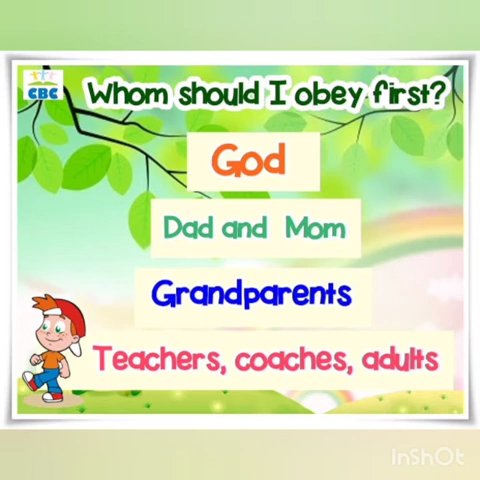 CBC
Whom should I obey first?
God
Dad and Mom
Grandparents
Teachers, coaches, adults
InShOt